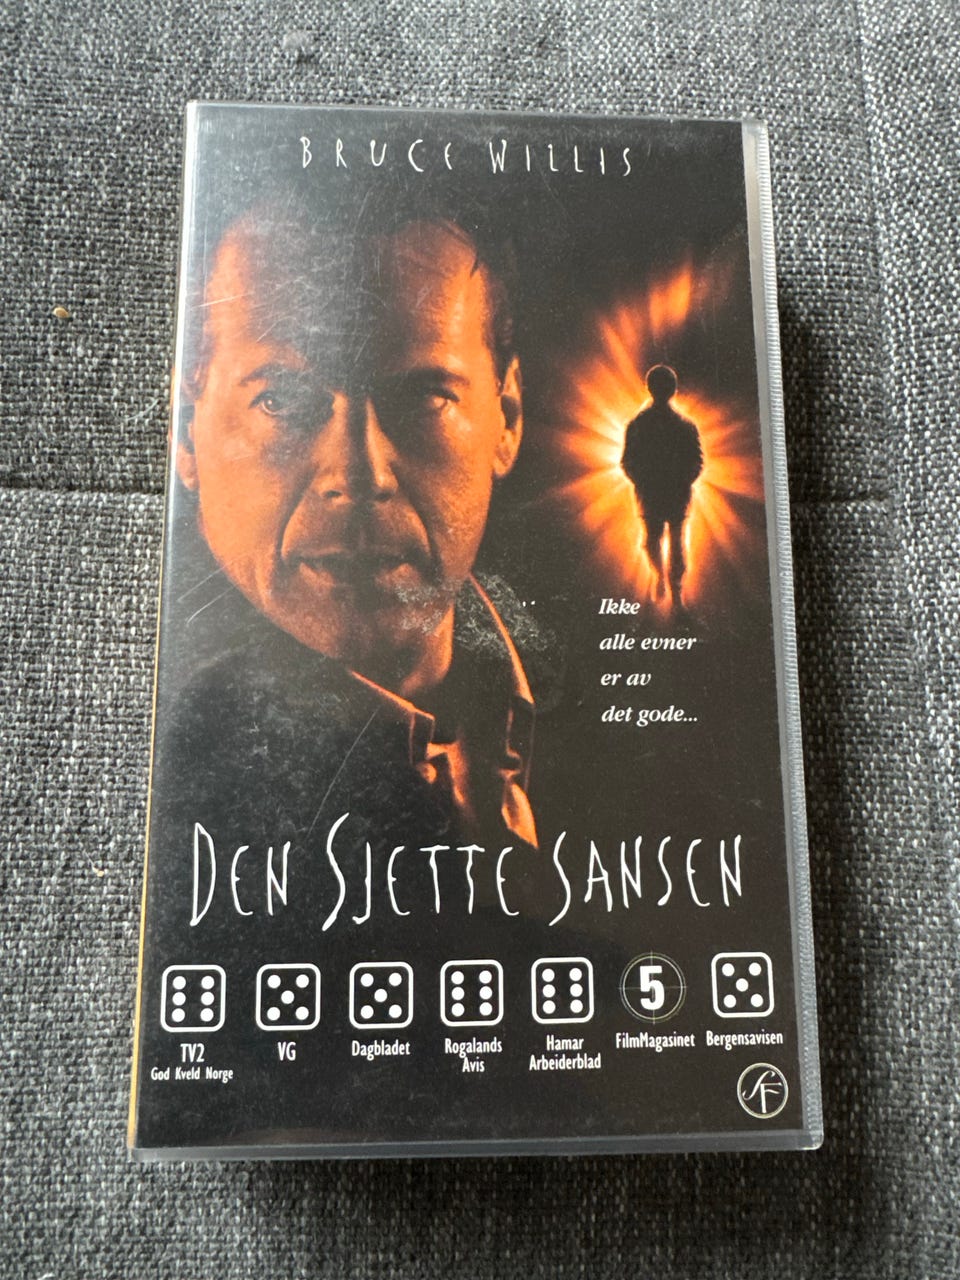 BRUCE WILLIS
Ikke
alle evner
er av
det gode...
DEN SJETTE SANSEN
5
TV2
God Kveld Norge
VG
Dagbladet
Rogalands
Avis
Hamar
Arbeiderblad
FilmMagasinet
Bergensavisen
SF